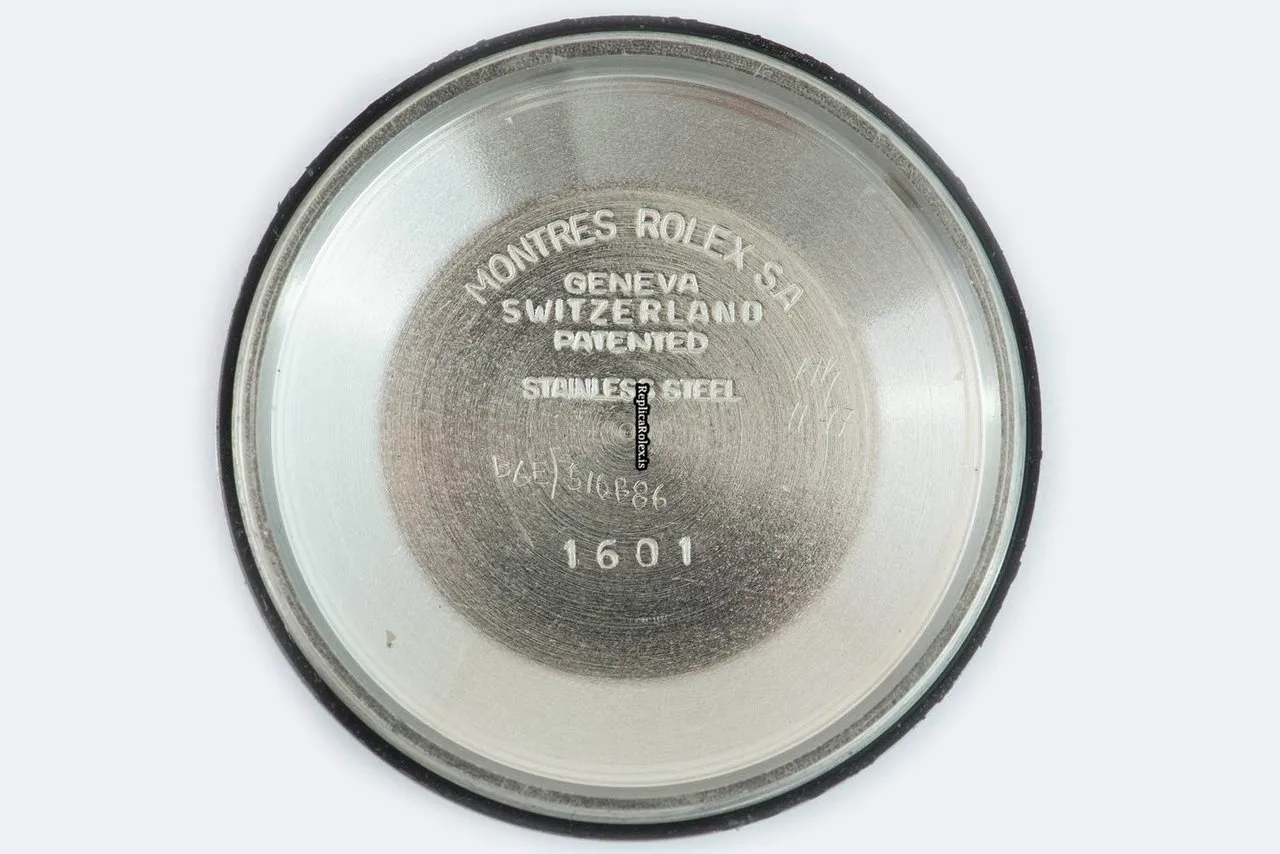 MONTRES ROLEX SA
GENEVA
SWITZERLAND
PATENTED
STAINLESS STEEL
ReplicaRolex.is
1601